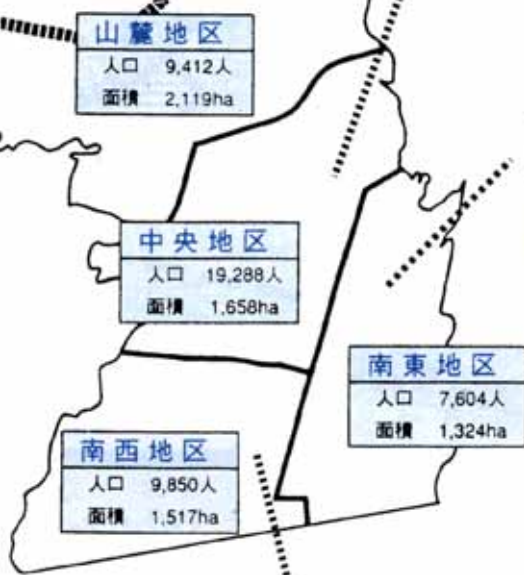 山麓地区
人口 9,412人
面積 2,119ha
中央地区
人口 19,288人
面積 1,658ha
南東地区
人口 7,604人
面積 1,324ha
南西地区
人口 9,850人
面積 1,517ha